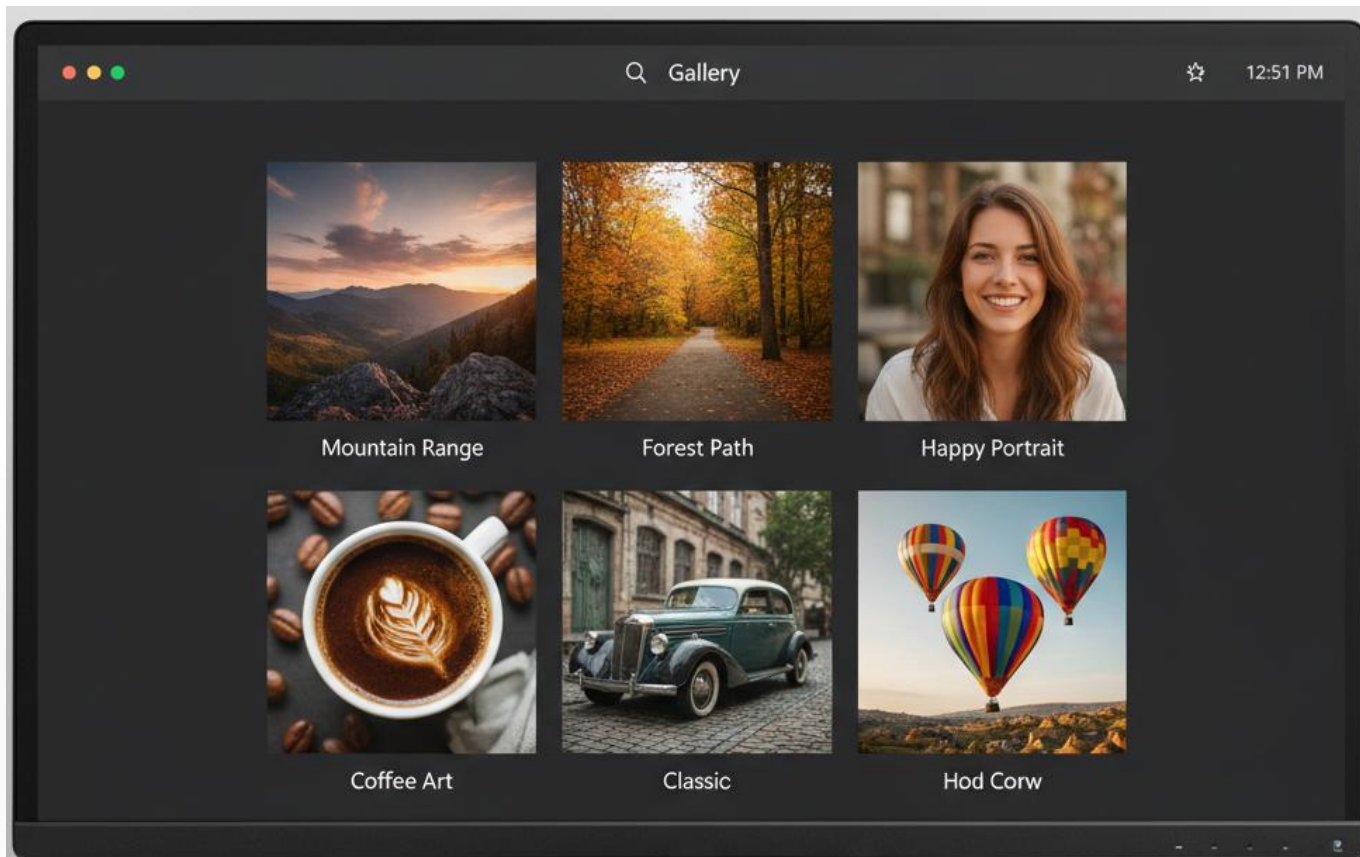 Gallery
12:51 PM
Mountain Range
Forest Path
Happy Portrait
Coffee Art
Classic
Hod Corw